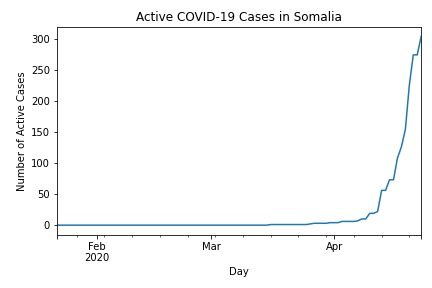 Active COVID-19 Cases in Somalia
300
250
200
150
100
50
0
Number of Active Cases
Feb
2020
Mar
Apr
Day